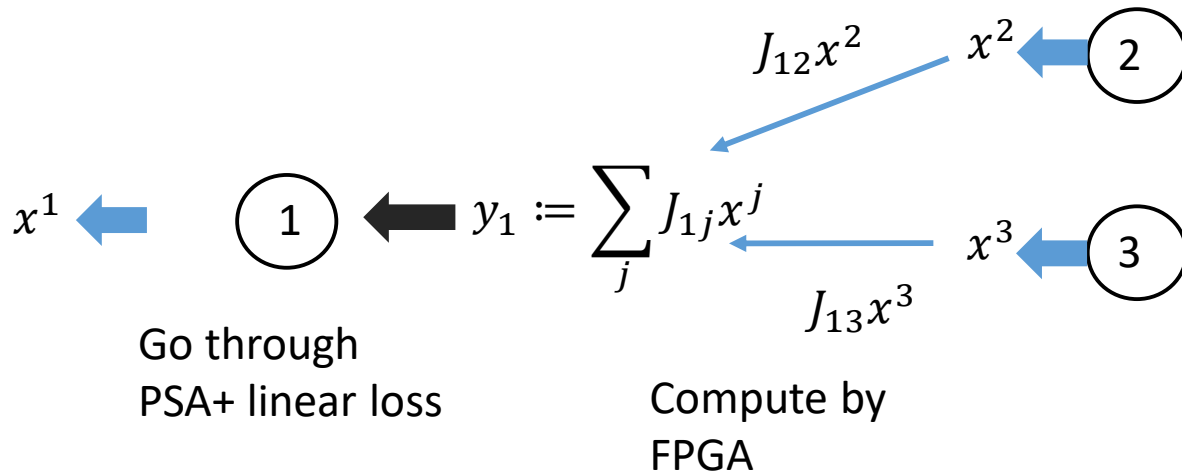 J₁₂x²
x²
2
x¹
1
y₁ ≔ ∑ⱼ J₁ⱼxʲ
x³
3
J₁₃x³
Go through
PSA+ linear loss
Compute by
FPGA